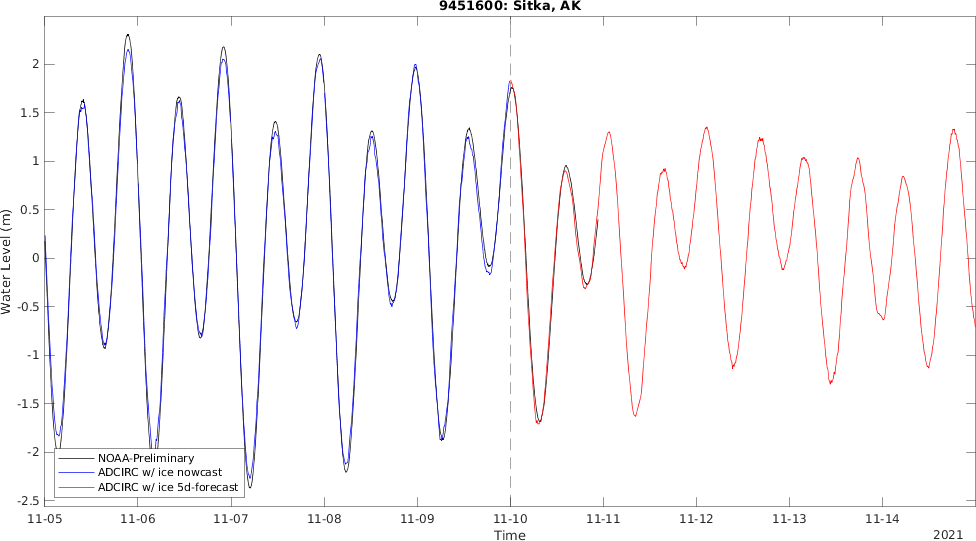 9451600: Sitka, AK
2
1.5
1
0.5
0
-0.5
-1
-1.5
-2
-2.5
Water Level (m)
NOAA-Preliminary
ADCIRC w/ ice nowcast
ADCIRC w/ ice 5d-forecast
11-05 11-06 11-07 11-08 11-09 11-10 11-11 11-12 11-13 11-14
Time
2021